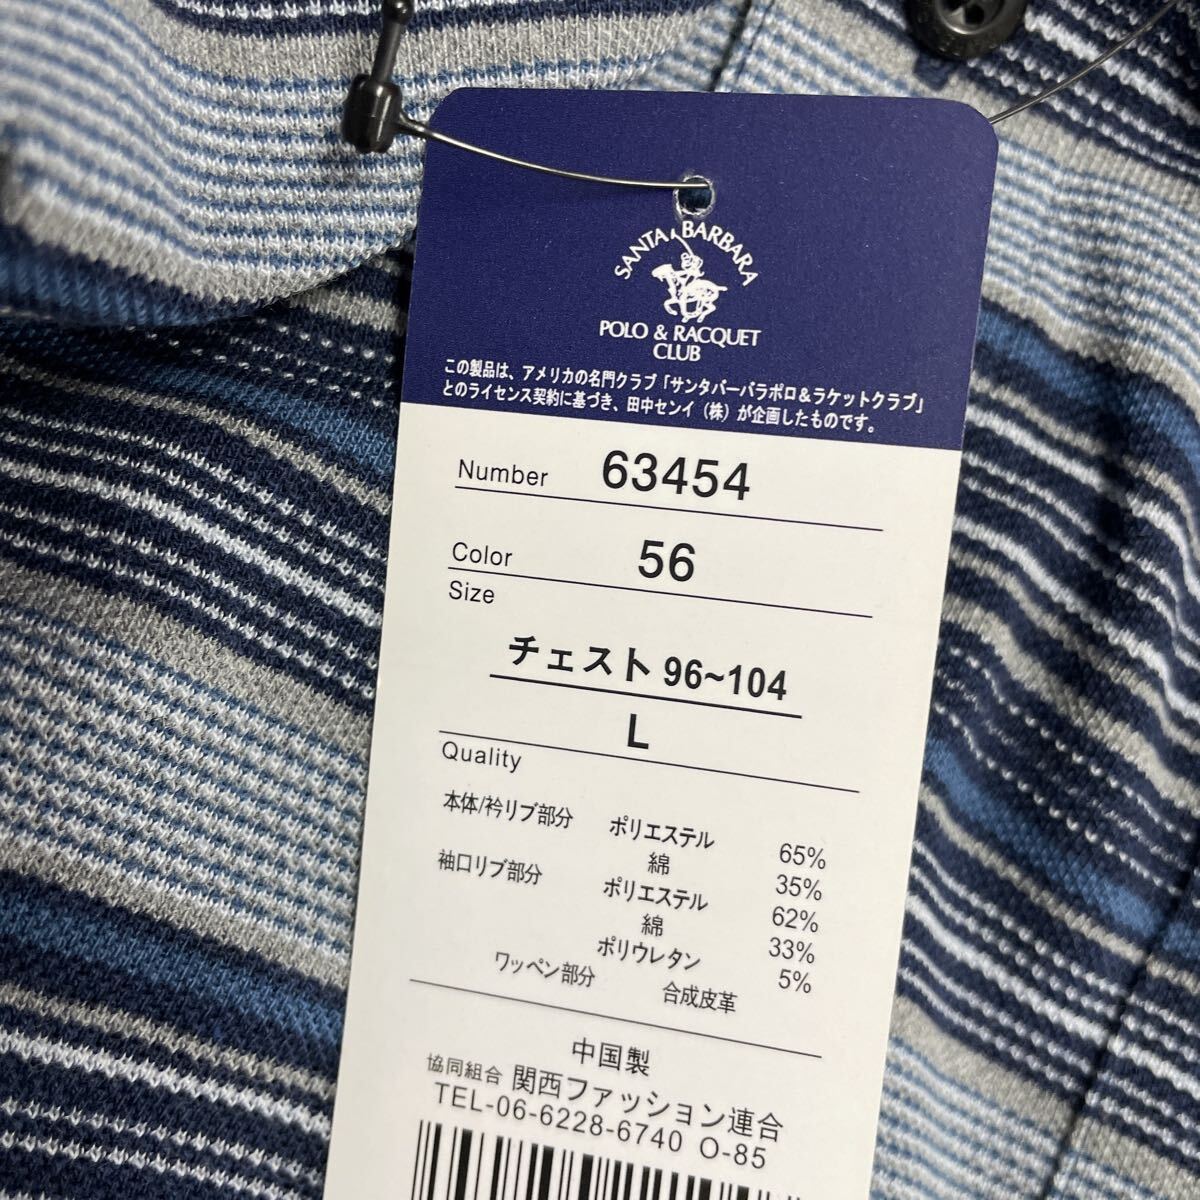 SANTA BARBARA
POLO & RACQUET
CLUB
この製品は、アメリカの名門クラブ「サンタバーバラポロ&ラケットクラブ」
とのライセンス契約に基づき、田中センイ（株）が企画したものです。
Number 63454
Color 56
Size
チェスト 96~104
L
Quality
本体/衿リブ部分 ポリエステル 65%
綿 35%
袖口リブ部分 ポリエステル 62%
綿 33%
ポリウレタン 5%
ワッペン部分 合成皮革
中国製
協同組合 関西ファッション連合
TEL-06-6228-6740 O-85